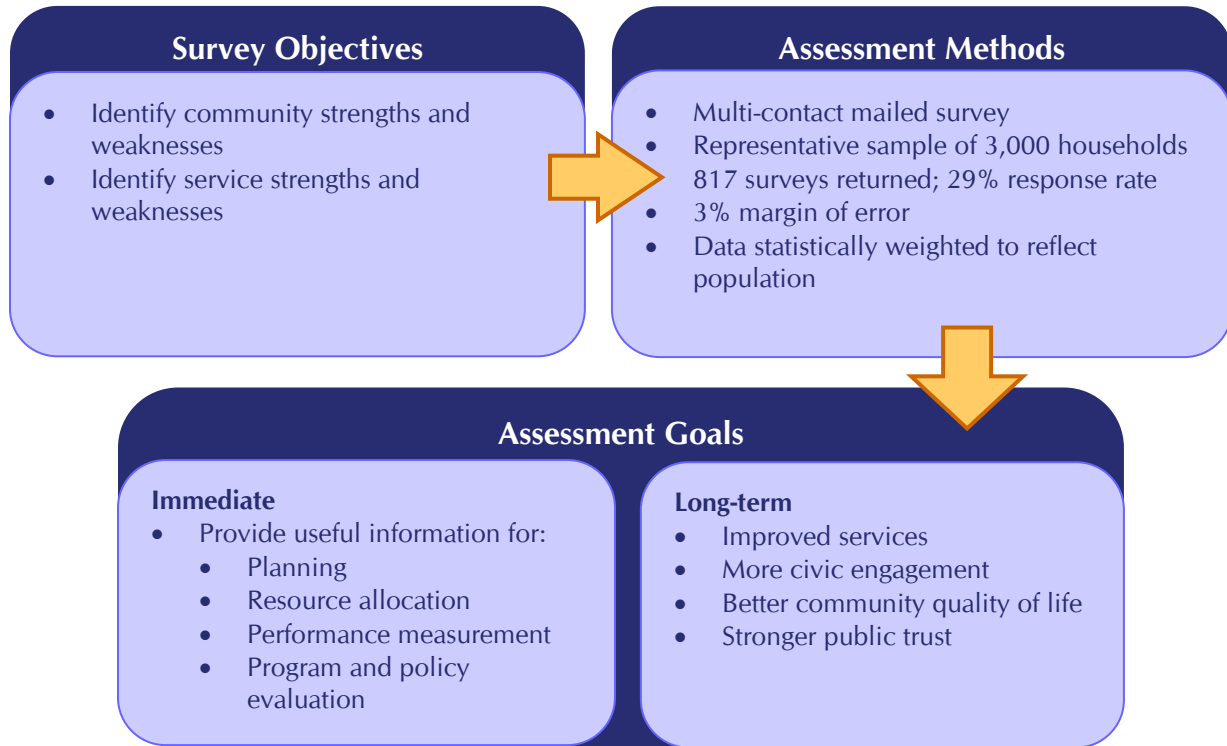 Survey Objectives
• Identify community strengths and
weaknesses
• Identify service strengths and
weaknesses
Assessment Methods
• Multi-contact mailed survey
• Representative sample of 3,000 households
817 surveys returned; 29% response rate
• 3% margin of error
• Data statistically weighted to reflect
population
Assessment Goals
Immediate
• Provide useful information for:
• Planning
• Resource allocation
• Performance measurement
• Program and policy
evaluation
Long-term
• Improved services
• More civic engagement
• Better community quality of life
• Stronger public trust